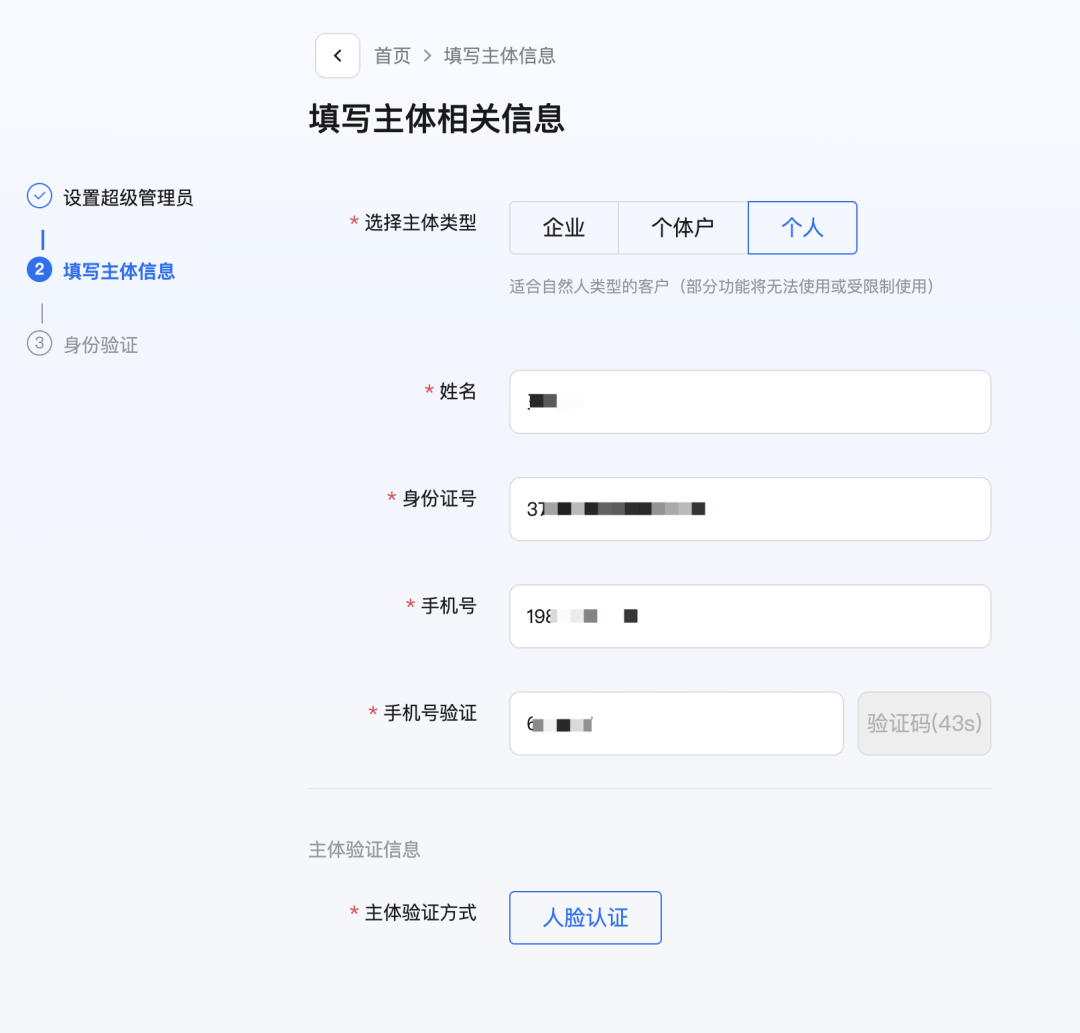 首页 > 填写主体信息
填写主体相关信息
设置超级管理员
2 填写主体信息
3 身份验证
* 选择主体类型
企业 个体户 个人
适合自然人类型的客户（部分功能将无法使用或受限制使用）
* 姓名
* 身份证号
37
* 手机号
198
* 手机号验证
6
验证码(43s)
主体验证信息
* 主体验证方式
人脸认证